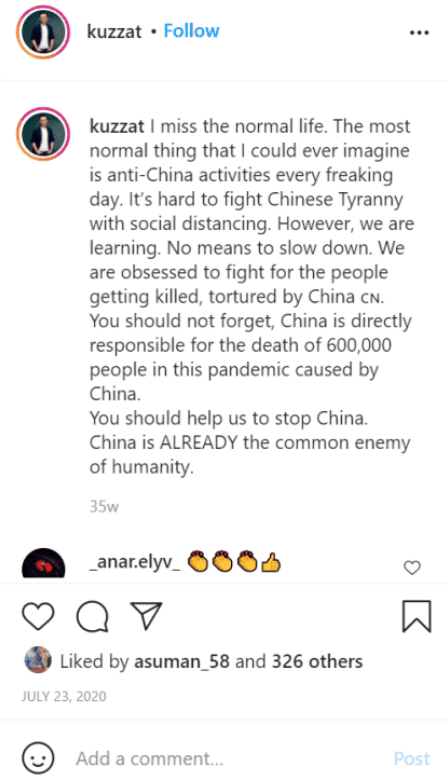 kuzzat • Follow
kuzzat I miss the normal life. The most
normal thing that I could ever imagine
is anti-China activities every freaking
day. It's hard to fight Chinese Tyranny
with social distancing. However, we are
learning. No means to slow down. We
are obsessed to fight for the people
getting killed, tortured by China ᴄɴ.
You should not forget, China is directly
responsible for the death of 600,000
people in this pandemic caused by
China.
You should help us to stop China.
China is ALREADY the common enemy
of humanity.
35w
_anar.elyv_ 👏👏👏👍
Liked by asuman_58 and 326 others
JULY 23, 2020
Add a comment...
Post